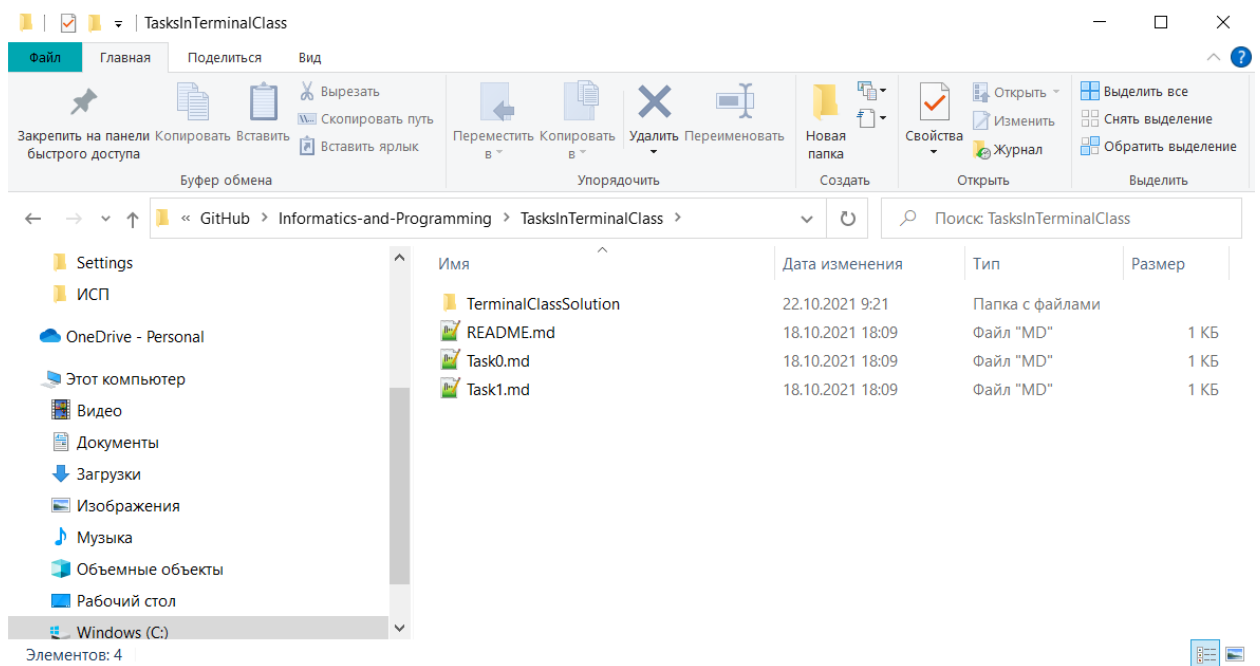 TasksInTerminalClass
Файл Главная Поделиться Вид
Закрепить на панели быстрого доступа
Копировать
Вставить
Вырезать
Скопировать путь
Вставить ярлык
Буфер обмена
Переместить в
Копировать в
Удалить
Переименовать
Упорядочить
Новая папка
Создать
Свойства
Открыть
Изменить
Журнал
Открыть
Выделить все
Снять выделение
Обратить выделение
Выделить
« GitHub > Informatics-and-Programming > TasksInTerminalClass >
Поиск: TasksInTerminalClass
Settings
ИСП
OneDrive - Personal
Этот компьютер
Видео
Документы
Загрузки
Изображения
Музыка
Объемные объекты
Рабочий стол
Windows (C:)
Имя Дата изменения Тип Размер
TerminalClassSolution 22.10.2021 9:21 Папка с файлами
README.md 18.10.2021 18:09 Файл "MD" 1 КБ
Task0.md 18.10.2021 18:09 Файл "MD" 1 КБ
Task1.md 18.10.2021 18:09 Файл "MD" 1 КБ
Элементов: 4